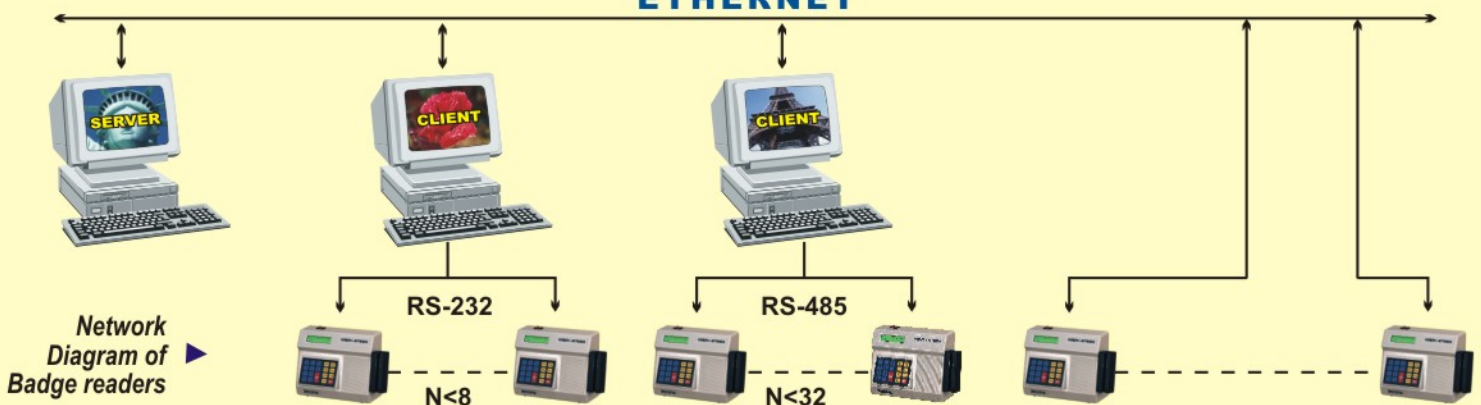 ETHERNET
SERVER
CLIENT
CLIENT
RS-232
RS-485
Network
Diagram of
Badge readers
N<8
N<32